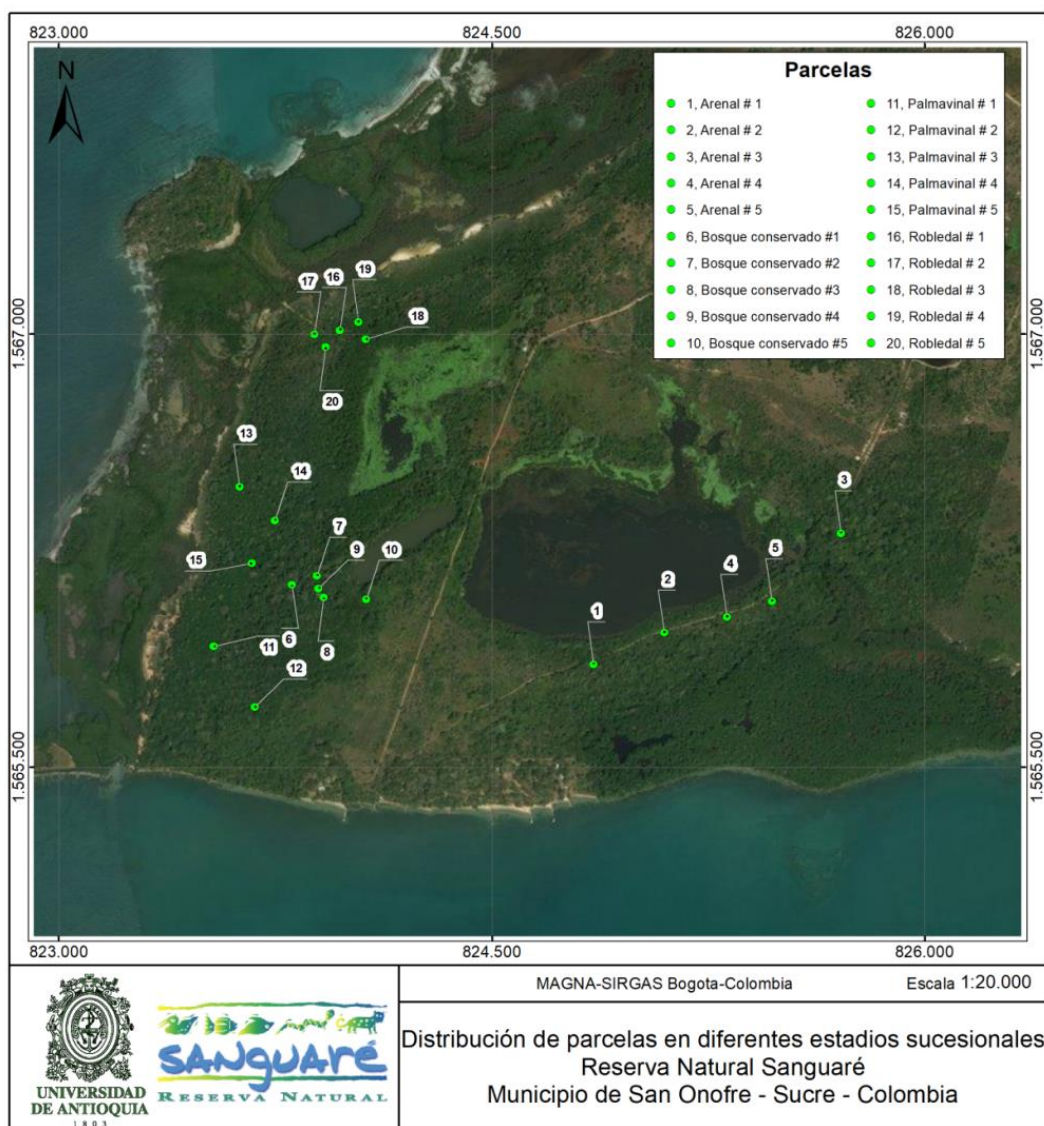 823.000 824.500 826.000
N
Parcelas
1, Arenal # 1
2, Arenal # 2
3, Arenal # 3
4, Arenal # 4
5, Arenal # 5
6, Bosque conservado #1
7, Bosque conservado #2
8, Bosque conservado #3
9, Bosque conservado #4
10, Bosque conservado #5
11, Palmavinal # 1
12, Palmavinal # 2
13, Palmavinal # 3
14, Palmavinal # 4
15, Palmavinal # 5
16, Robledal # 1
17, Robledal # 2
18, Robledal # 3
19, Robledal # 4
20, Robledal # 5
1.567.000
1.567.000
17
16
19
18
20
13
14
15
7
9
10
3
5
4
2
1
6
8
11
12
1.565.500
1.565.500
823.000 824.500 826.000
MAGNA-SIRGAS Bogota-Colombia Escala 1:20.000
UNIVERSIDAD
DE ANTIOQUIA
1 8 0 3
SANguaré
RESERVA NATURAL
Distribución de parcelas en diferentes estadios sucesionales
Reserva Natural Sanguaré
Municipio de San Onofre - Sucre - Colombia